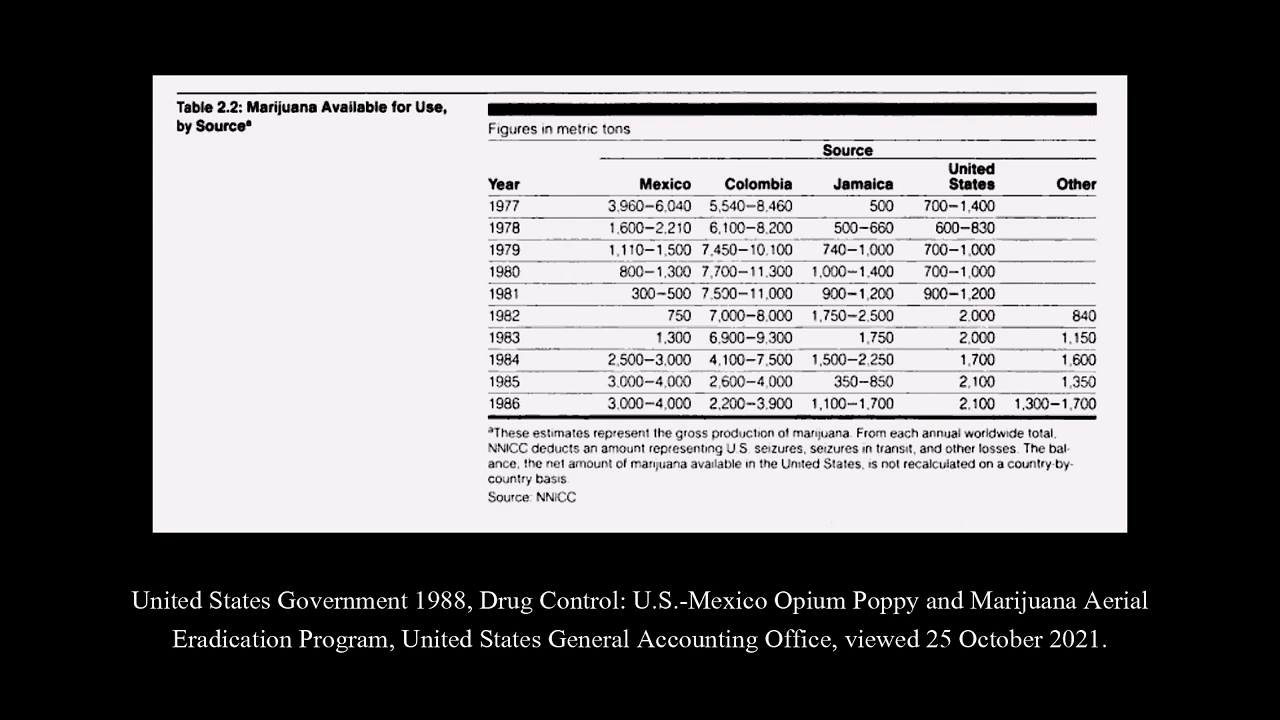 Table 2.2: Marijuana Available for Use,
by Sourceª
Figures in metric tons
Source
Year Mexico Colombia Jamaica United States Other
1977 3,960–6,040 5,540–8,460 500 700–1,400
1978 1,600–2,210 6,100–8,200 500–660 600–830
1979 1,110–1,500 7,450–10,100 740–1,000 700–1,000
1980 800–1,300 7,700–11,300 1,000–1,400 700–1,000
1981 300–500 7,500–11,000 900–1,200 900–1,200
1982 750 7,000–8,000 1,750–2,500 2,000 840
1983 1,300 6,900–9,300 1,750 2,000 1,150
1984 2,500–3,000 4,100–7,500 1,500–2,250 1,700 1,600
1985 3,000–4,000 2,600–4,000 350–850 2,100 1,350
1986 3,000–4,000 2,200–3,900 1,100–1,700 2,100 1,300–1,700
ªThese estimates represent the gross production of marijuana. From each annual worldwide total,
NNICC deducts an amount representing U.S. seizures, seizures in transit, and other losses. The bal-
ance, the net amount of marijuana available in the United States, is not recalculated on a country-by-
country basis.
Source: NNICC
United States Government 1988, Drug Control: U.S.-Mexico Opium Poppy and Marijuana Aerial
Eradication Program, United States General Accounting Office, viewed 25 October 2021.